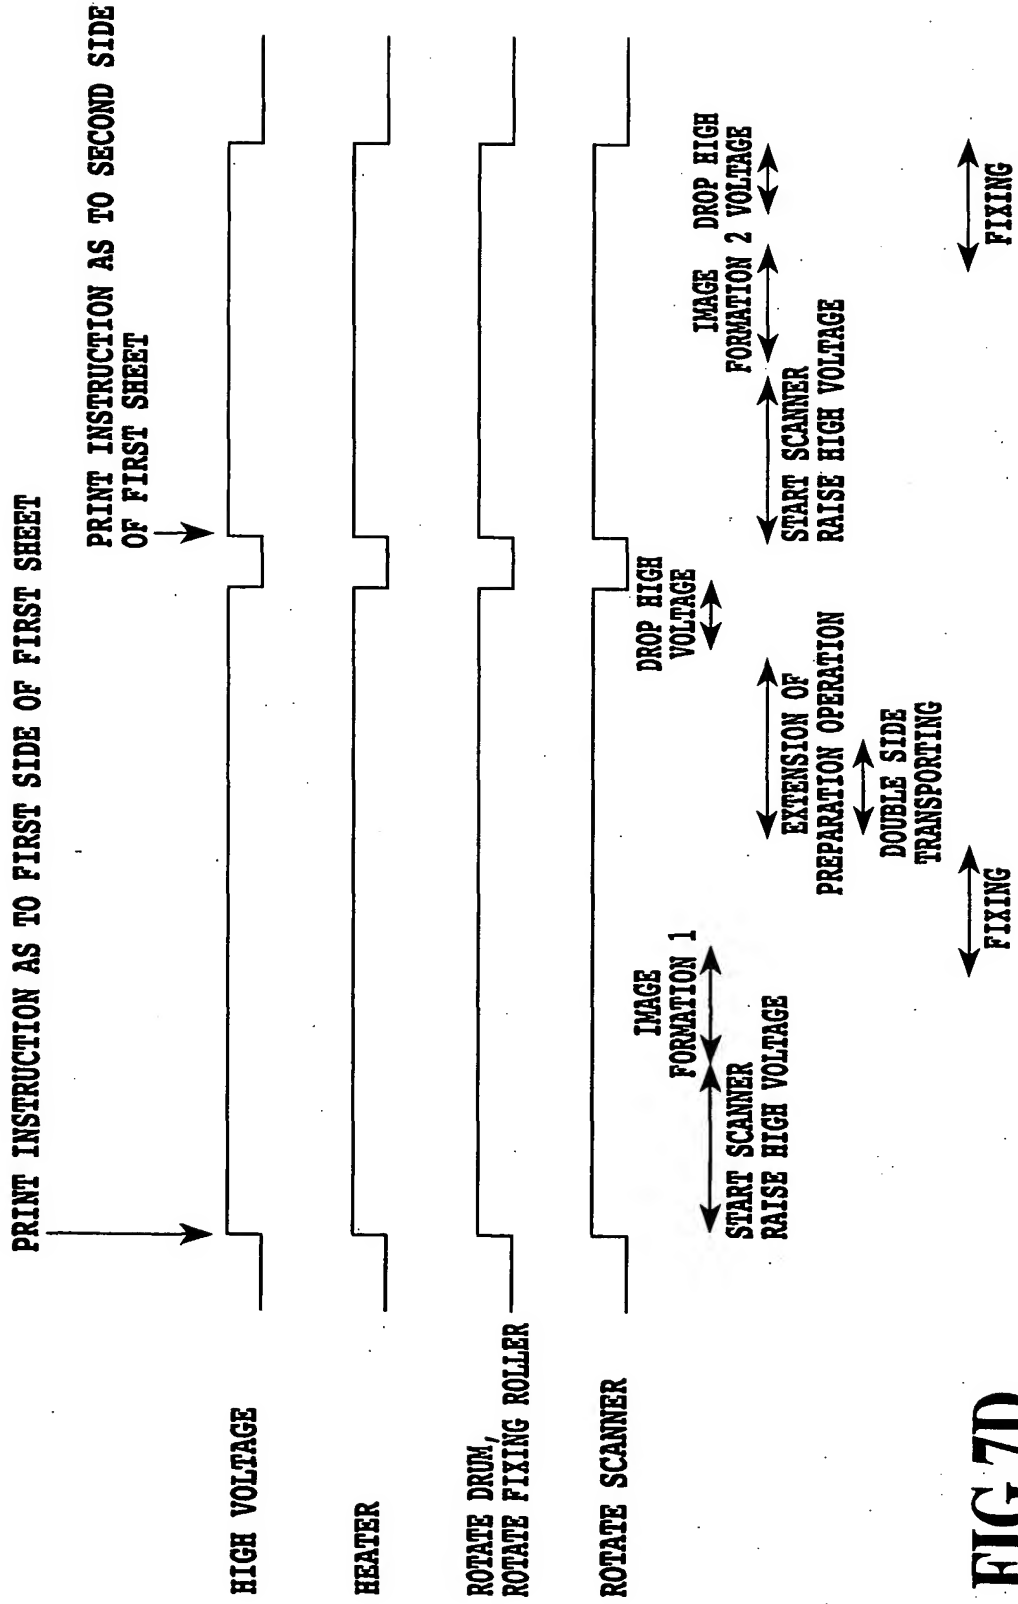 PRINT INSTRUCTION AS TO FIRST SIDE OF FIRST SHEET
PRINT INSTRUCTION AS TO SECOND SIDE
OF FIRST SHEET
HIGH VOLTAGE
HEATER
ROTATE DRUM,
ROTATE FIXING ROLLER
ROTATE SCANNER
START SCANNER
RAISE HIGH VOLTAGE
IMAGE
FORMATION 1
DROP HIGH
VOLTAGE
EXTENSION OF
PREPARATION OPERATION
DOUBLE SIDE
TRANSPORTING
FIXING
START SCANNER
RAISE HIGH VOLTAGE
IMAGE
FORMATION 2
DROP HIGH
VOLTAGE
FIXING
FIG.7D